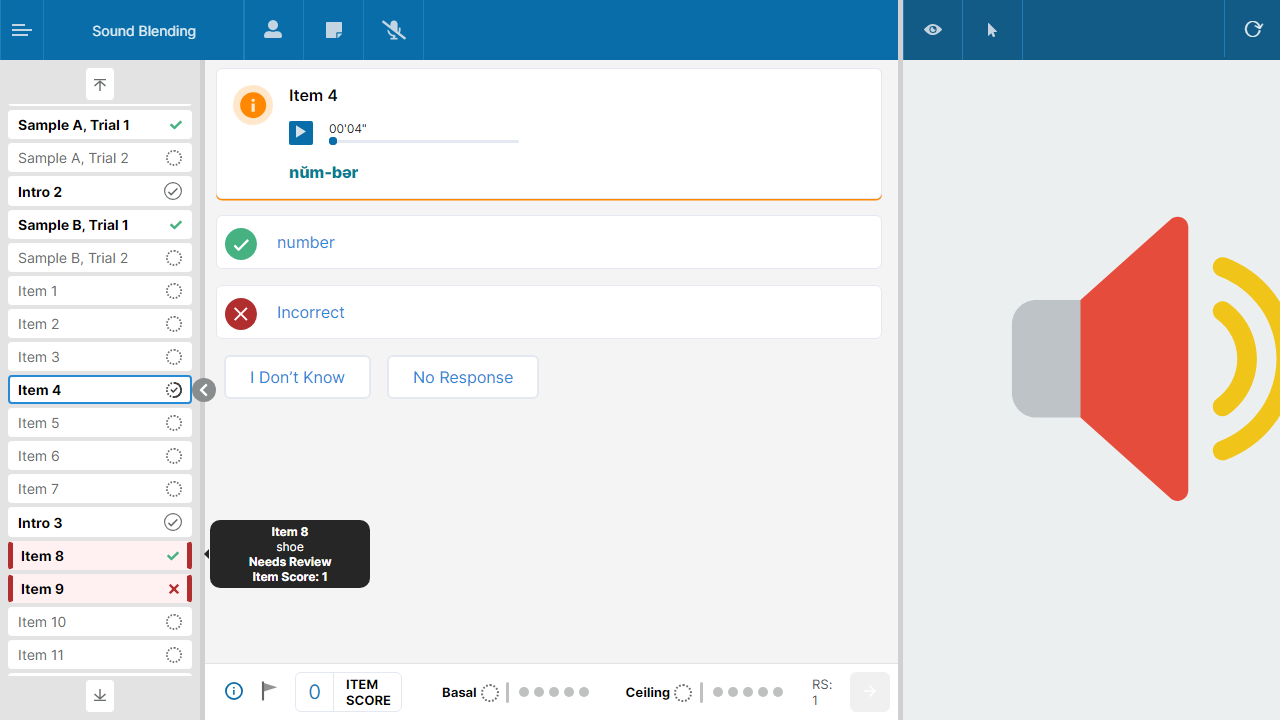 Sound Blending
Sample A, Trial 1
Sample A, Trial 2
Intro 2
Sample B, Trial 1
Sample B, Trial 2
Item 1
Item 2
Item 3
Item 4
Item 5
Item 6
Item 7
Intro 3
Item 8
Item 9
Item 10
Item 11
Item 4
00'04"
nŭm-bər
number
Incorrect
I Don’t Know
No Response
Item 8
shoe
Needs Review
Item Score: 1
0
ITEM
SCORE
Basal
Ceiling
RS:
1